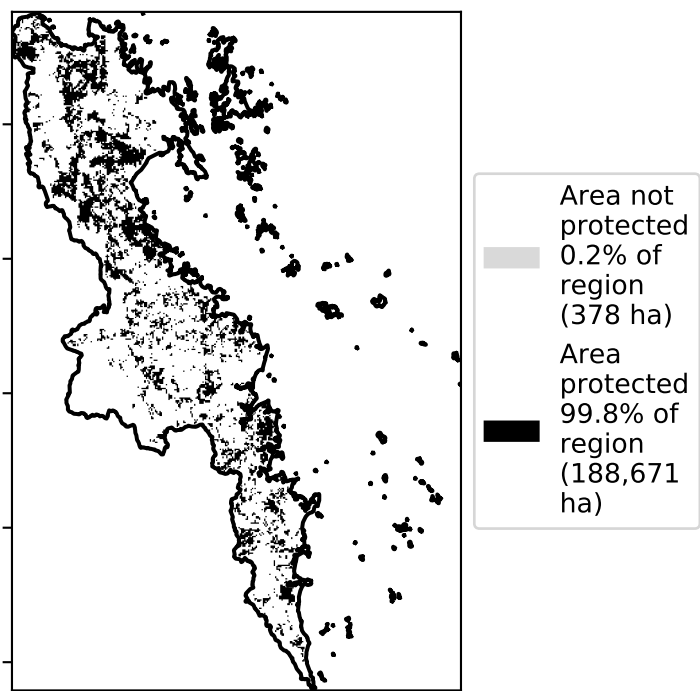 Area not
protected
0.2% of
region
(378 ha)
Area
protected
99.8% of
region
(188,671
ha)